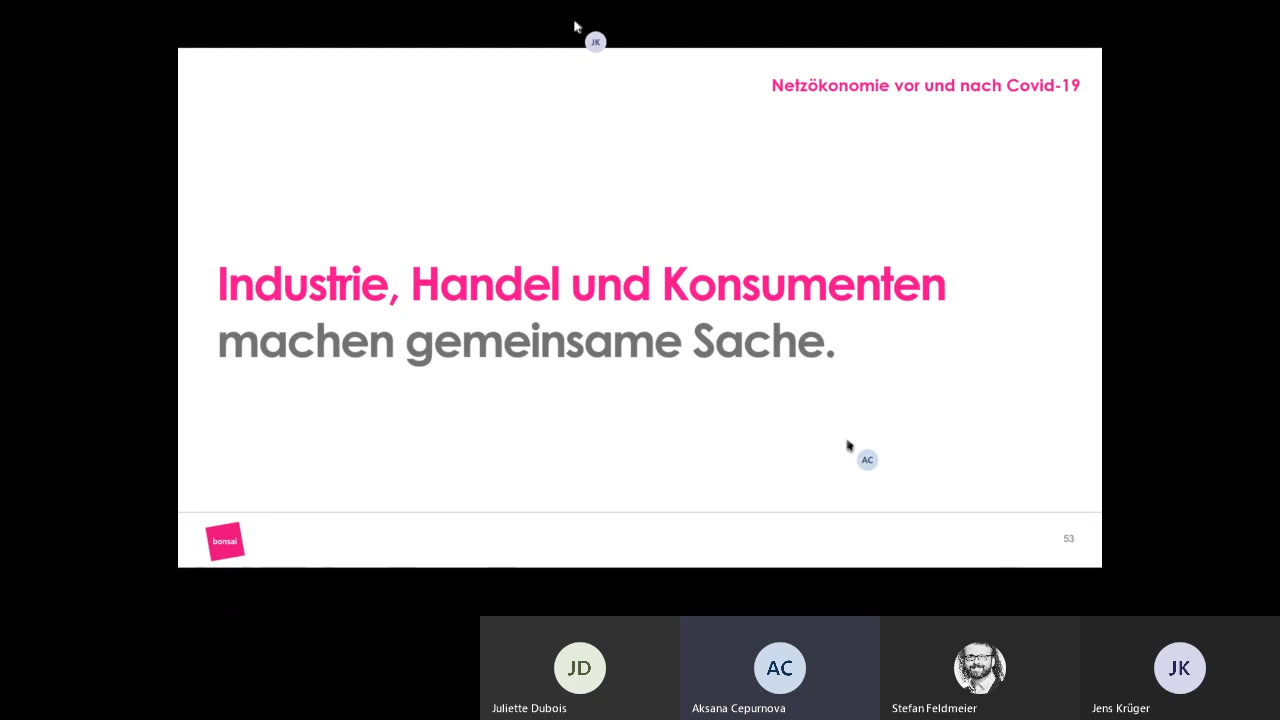 JK
Netzökonomie vor und nach Covid-19
Industrie, Handel und Konsumenten
machen gemeinsame Sache.
AC
bonsai
53
JD
AC
JK
Juliette Dubois
Aksana Cepurnova
Stefan Feldmeier
Jens Krüger